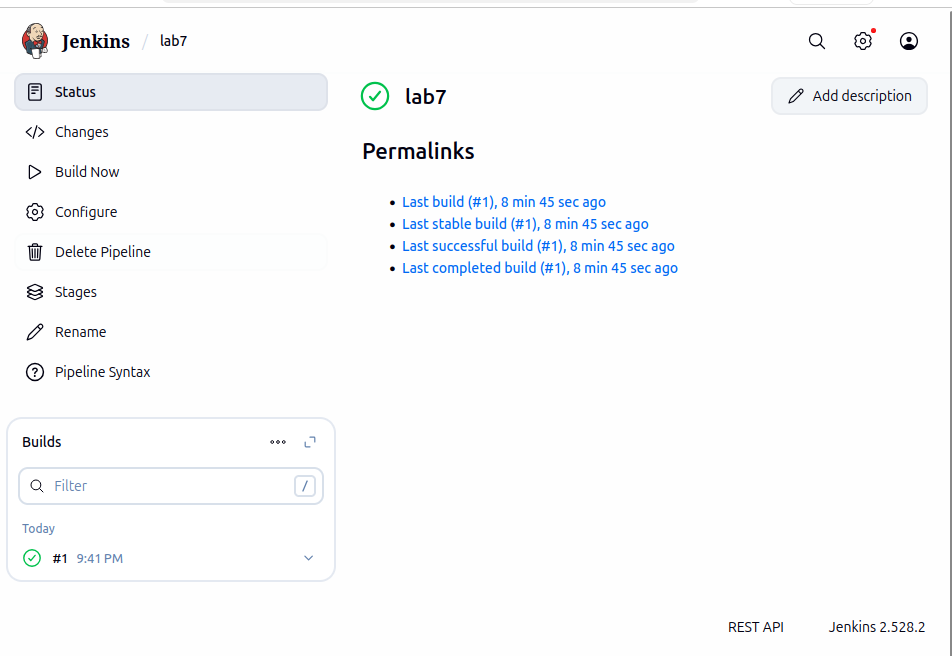 Jenkins / lab7
Status
Changes
Build Now
Configure
Delete Pipeline
Stages
Rename
Pipeline Syntax
Builds
Filter /
Today
#1 9:41 PM
lab7
Add description
Permalinks
Last build (#1), 8 min 45 sec ago
Last stable build (#1), 8 min 45 sec ago
Last successful build (#1), 8 min 45 sec ago
Last completed build (#1), 8 min 45 sec ago
REST API Jenkins 2.528.2